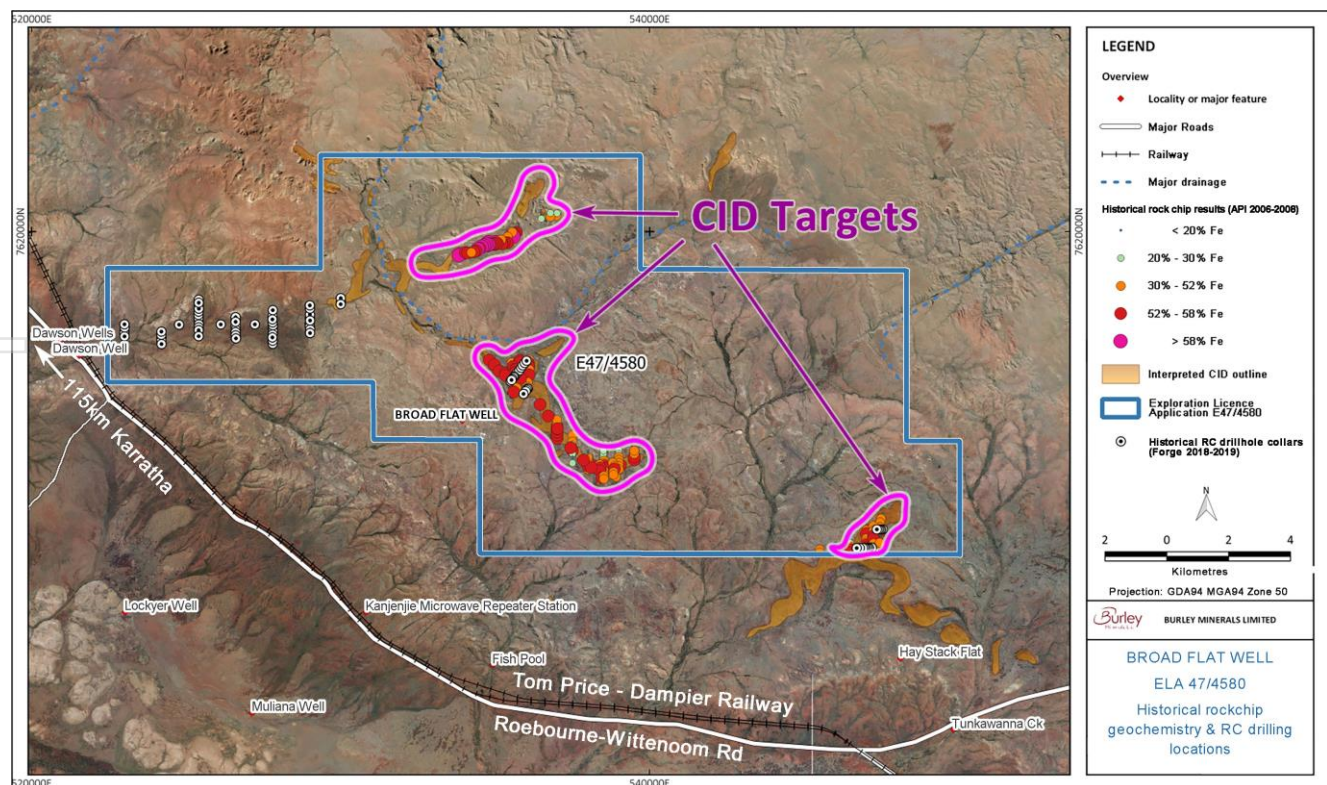 520000E
540000E
7620000N
7620000N
CID Targets
E47/4580
Dawson Wells
Dawson Well
BROAD FLAT WELL
115km Karratha
Lockyer Well
Kanjenjie Microwave Repeater Station
Fish Pool
Hay Stack Flat
Muliana Well
Tom Price - Dampier Railway
Roebourne-Wittenoom Rd
Tunkawanna Ck
520000E
540000E
LEGEND
Overview
Locality or major feature
Major Roads
Railway
Major drainage
Historical rock chip results (API 2006-2008)
< 20% Fe
20% - 30% Fe
30% - 52% Fe
52% - 58% Fe
> 58% Fe
Interpreted CID outline
Exploration Licence
Application E47/4580
Historical RC drillhole collars
(Forge 2018-2019)
N
2 0 2 4
Kilometres
Projection: GDA94 MGA94 Zone 50
Burley
BURLEY MINERALS LIMITED
BROAD FLAT WELL
ELA 47/4580
Historical rockchip
geochemistry & RC drilling
locations